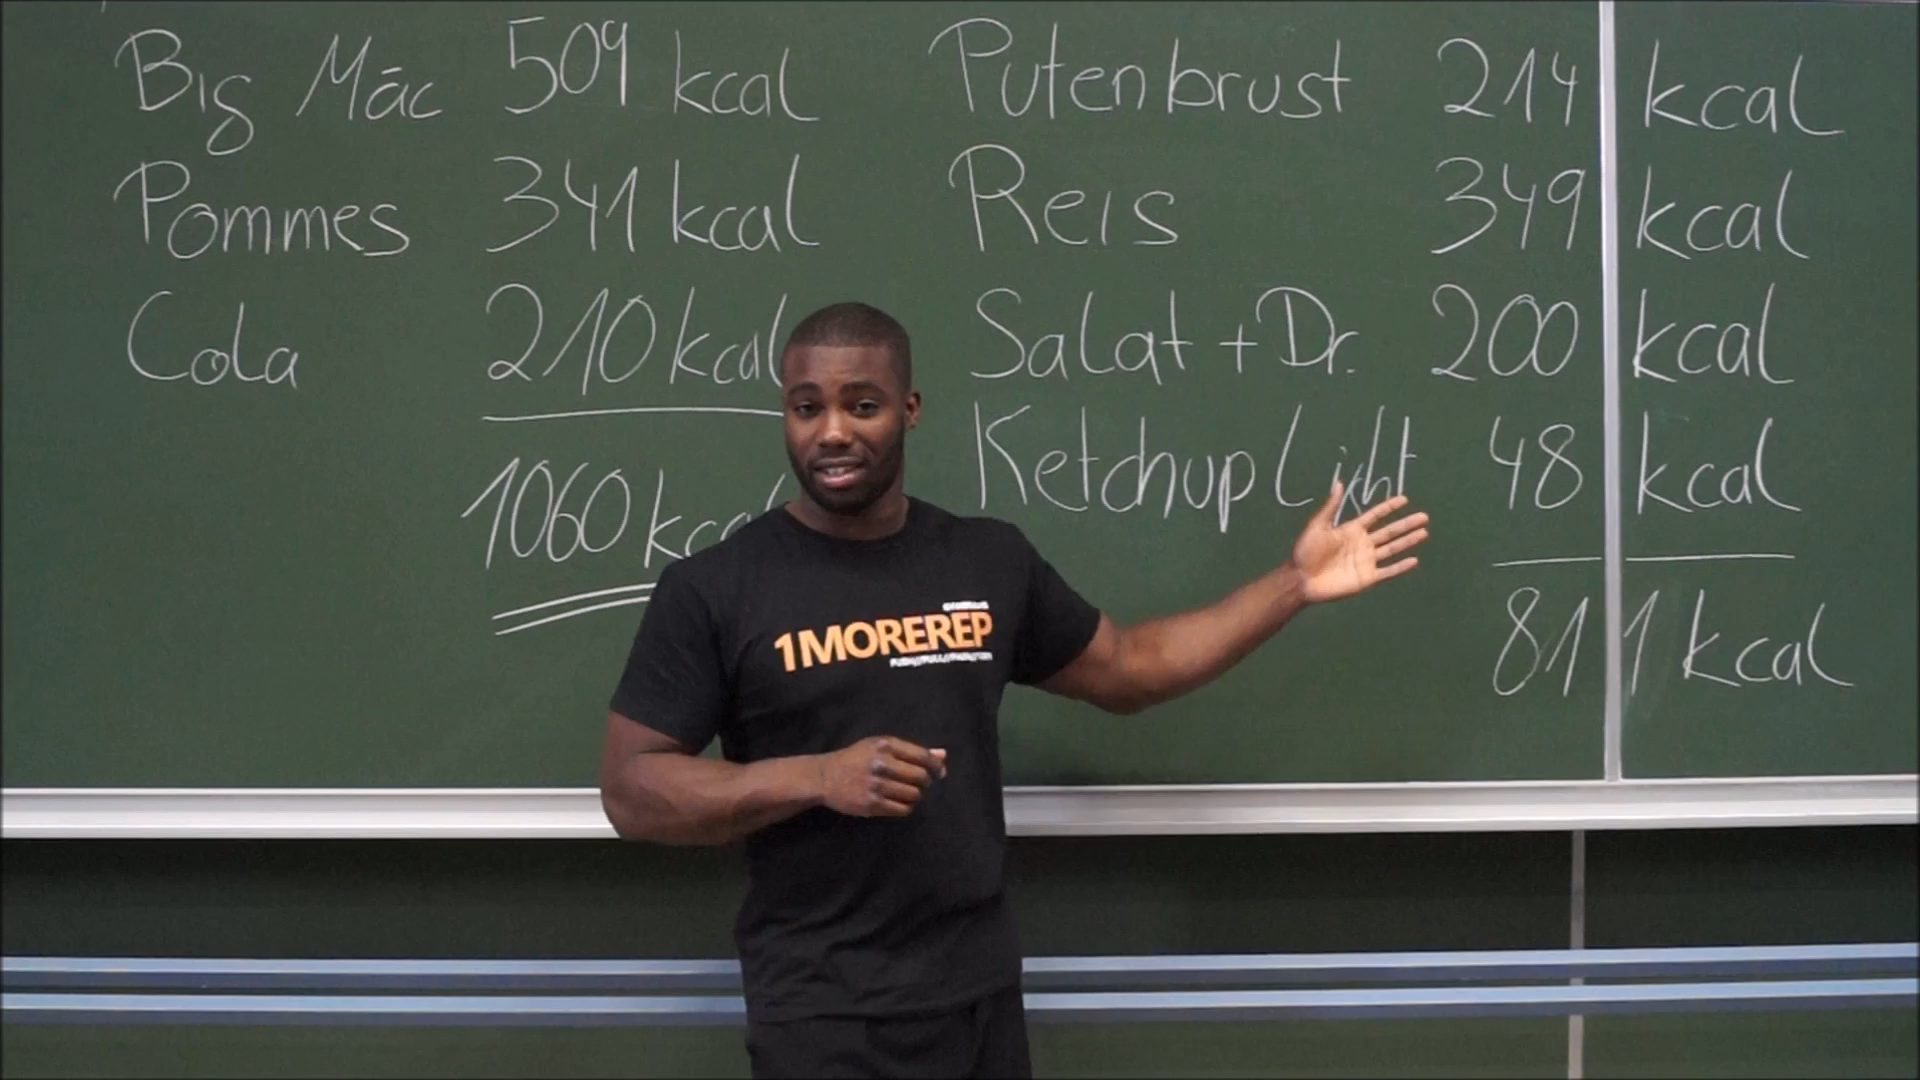 Big Mäc 509 kcal
Pommes 341 kcal
Cola 210 kcal
1060 kcal
Putenbrust 214 kcal
Reis 349 kcal
Salat + Dr. 200 kcal
Ketchup Light 48 kcal
811 kcal
1MOREREP